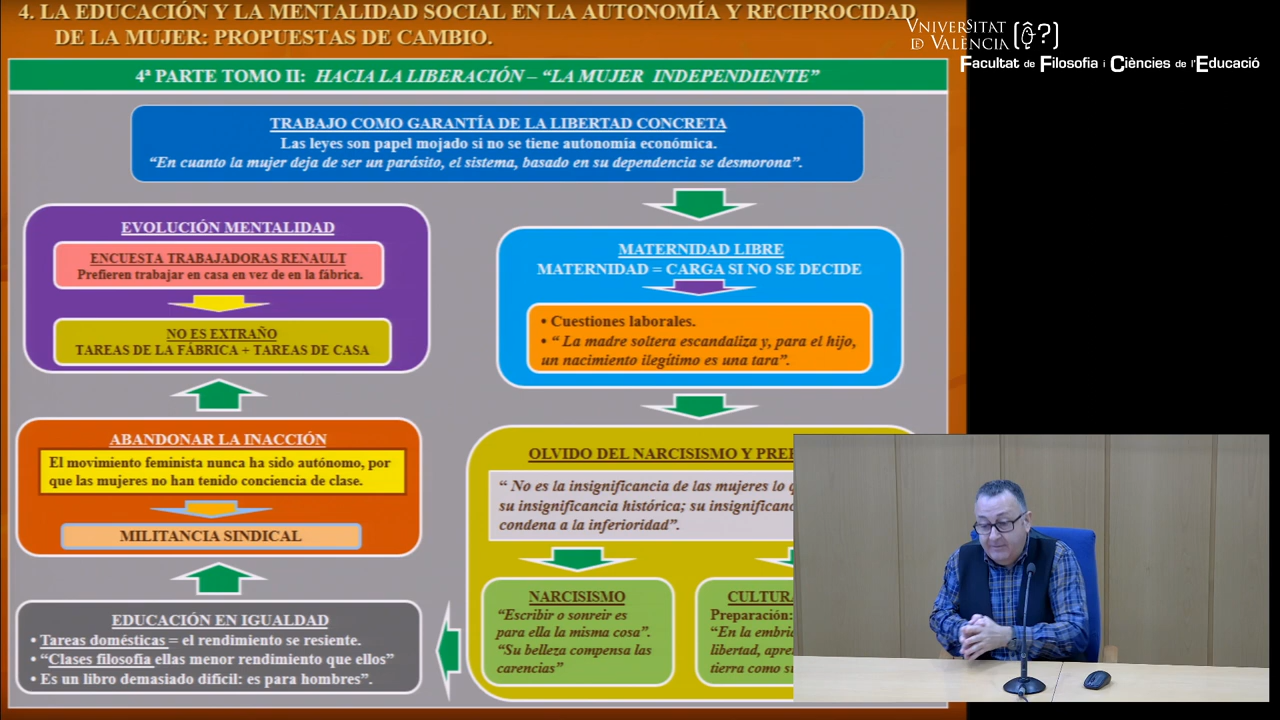 4. LA EDUCACIÓN Y LA MENTALIDAD SOCIAL EN LA AUTONOMÍA Y RECIPROCIDAD
DE LA MUJER: PROPUESTAS DE CAMBIO.
VNIVERSITAT
DE VALÈNCIA
Facultat de Filosofia i Ciències de l'Educació
4ª PARTE TOMO II: HACIA LA LIBERACIÓN – “LA MUJER INDEPENDIENTE”
TRABAJO COMO GARANTÍA DE LA LIBERTAD CONCRETA
Las leyes son papel mojado si no se tiene autonomía económica.
“En cuanto la mujer deja de ser un parásito, el sistema, basado en su dependencia se desmorona”.
EVOLUCIÓN MENTALIDAD
ENCUESTA TRABAJADORAS RENAULT
Prefieren trabajar en casa en vez de en la fábrica.
NO ES EXTRAÑO
TAREAS DE LA FÁBRICA + TAREAS DE CASA
MATERNIDAD LIBRE
MATERNIDAD = CARGA SI NO SE DECIDE
• Cuestiones laborales.
• “ La madre soltera escandaliza y, para el hijo,
un nacimiento ilegítimo es una tara”.
ABANDONAR LA INACCIÓN
El movimiento feminista nunca ha sido autónomo, por
que las mujeres no han tenido conciencia de clase.
MILITANCIA SINDICAL
OLVIDO DEL NARCISISMO Y
“ No es la insignificancia de las mujeres lo
su insignificancia histórica; su
condena a la inferioridad”.
NARCISISMO
“Escribir o sonreir es
para ella la misma cosa”.
“Su belleza compensa las
carencias”
CULTURA
Preparación:
“En la
libertad,
tierra como
EDUCACIÓN EN IGUALDAD
• Tareas domésticas = el rendimiento se resiente.
• “Clases filosofía ellas menor rendimiento que ellos”
• Es un libro demasiado difícil: es para hombres”.